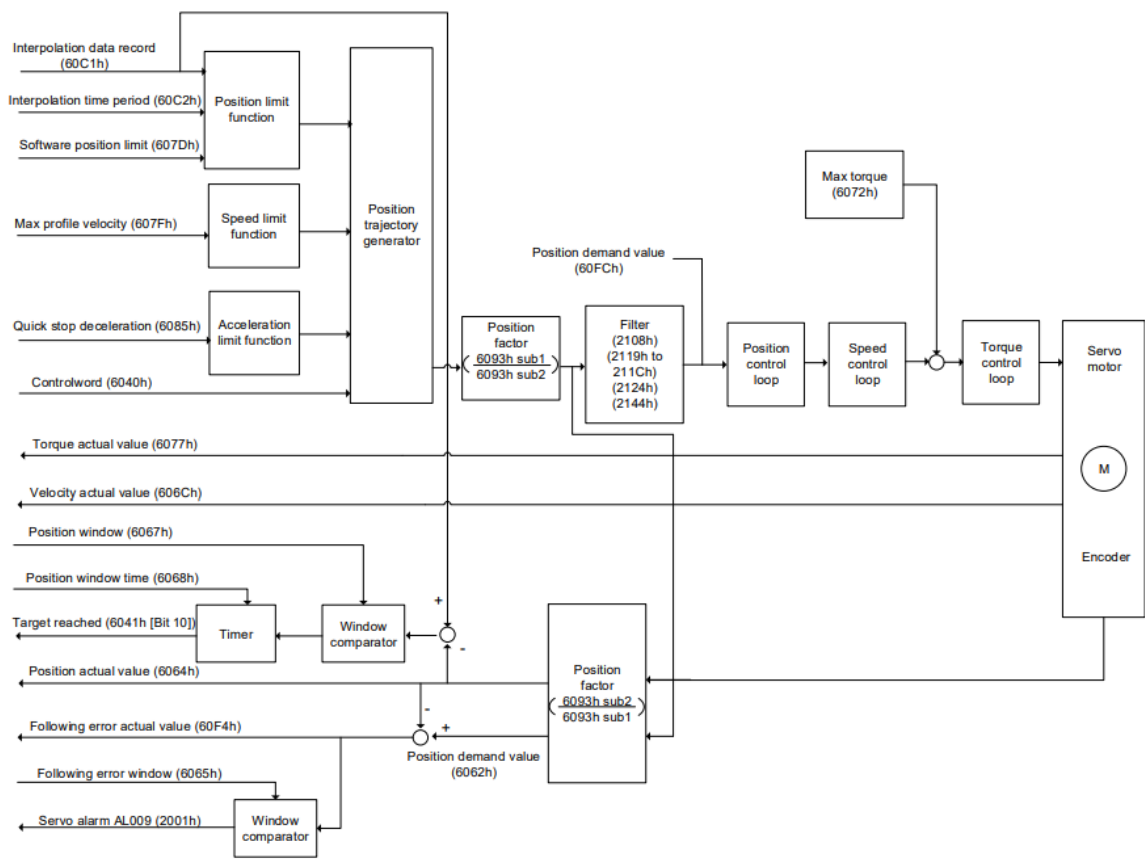 Interpolation data record
(60C1h)
Interpolation time period (60C2h)
Software position limit (607Dh)
Position limit
function
Max profile velocity (607Fh)
Speed limit
function
Quick stop deceleration (6085h)
Acceleration
limit function
Controlword (6040h)
Position
trajectory
generator
Position
factor
( 6093h sub1 )
6093h sub2
Filter
(2108h)
(2119h to
211Ch)
(2124h)
(2144h)
Position demand value
(60FCh)
Position
control
loop
Speed
control
loop
Max torque
(6072h)
Torque
control
loop
Servo
motor
M
Encoder
Torque actual value (6077h)
Velocity actual value (606Ch)
Position window (6067h)
Position window time (6068h)
Target reached (6041h [Bit 10])
Timer
Window
comparator
+
-
Position actual value (6064h)
Position
factor
( 6093h sub2 )
6093h sub1
-
+
Following error actual value (60F4h)
Position demand value
(6062h)
Following error window (6065h)
Servo alarm AL009 (2001h)
Window
comparator